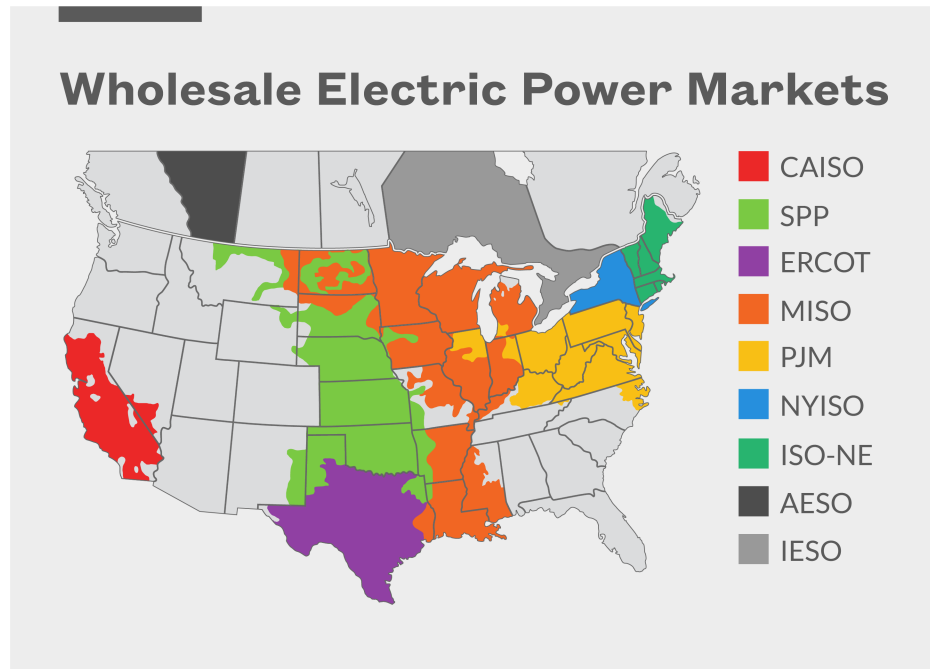 Wholesale Electric Power Markets
CAISO
SPP
ERCOT
MISO
PJM
NYISO
ISO-NE
AESO
IESO